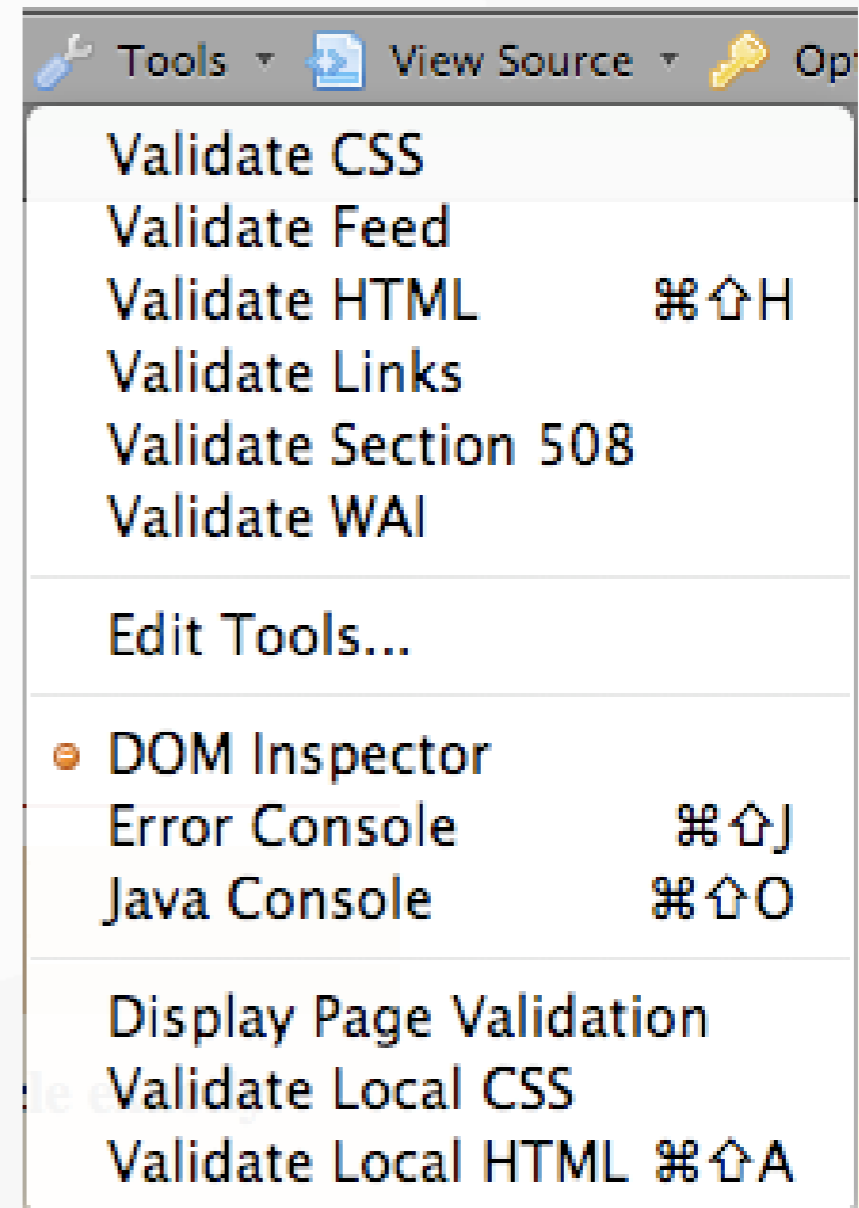 Tools View Source Op
Validate CSS
Validate Feed
Validate HTML ⌘⇧H
Validate Links
Validate Section 508
Validate WAI
Edit Tools...
DOM Inspector
Error Console ⌘⇧J
Java Console ⌘⇧O
Display Page Validation
Validate Local CSS
Validate Local HTML ⌘⇧A